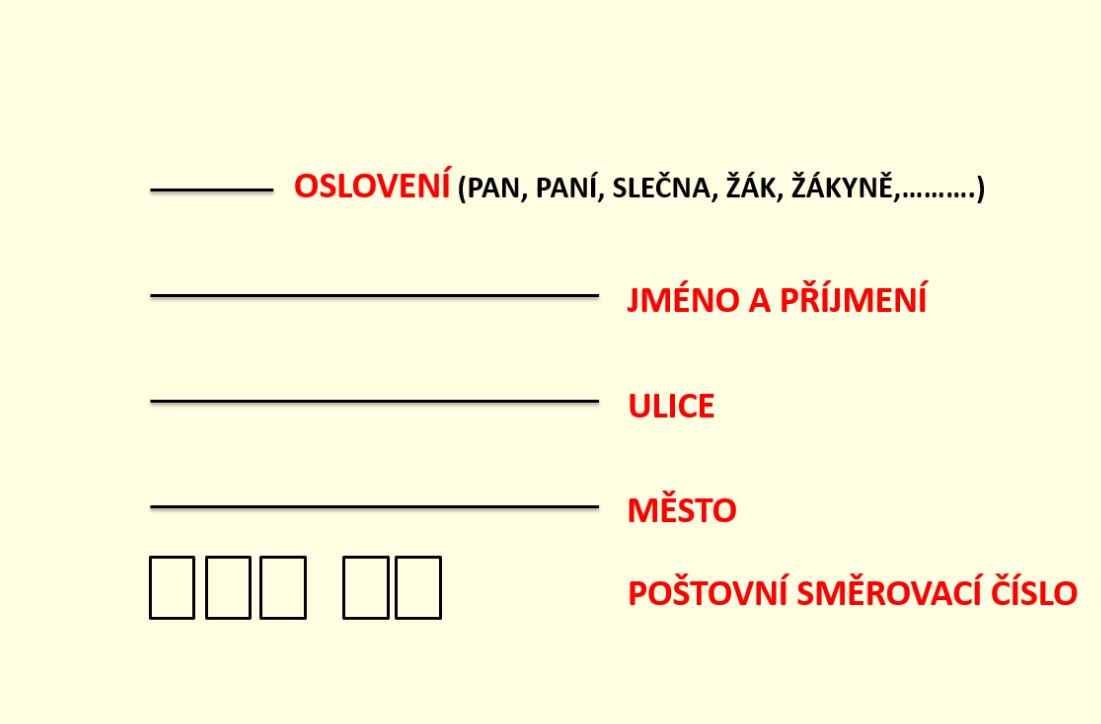 OSLOVENÍ (PAN, PANÍ, SLEČNA, ŽÁK, ŽÁKYNĚ,……….)
JMÉNO A PŘÍJMENÍ
ULICE
MĚSTO
POŠTOVNÍ SMĚROVACÍ ČÍSLO